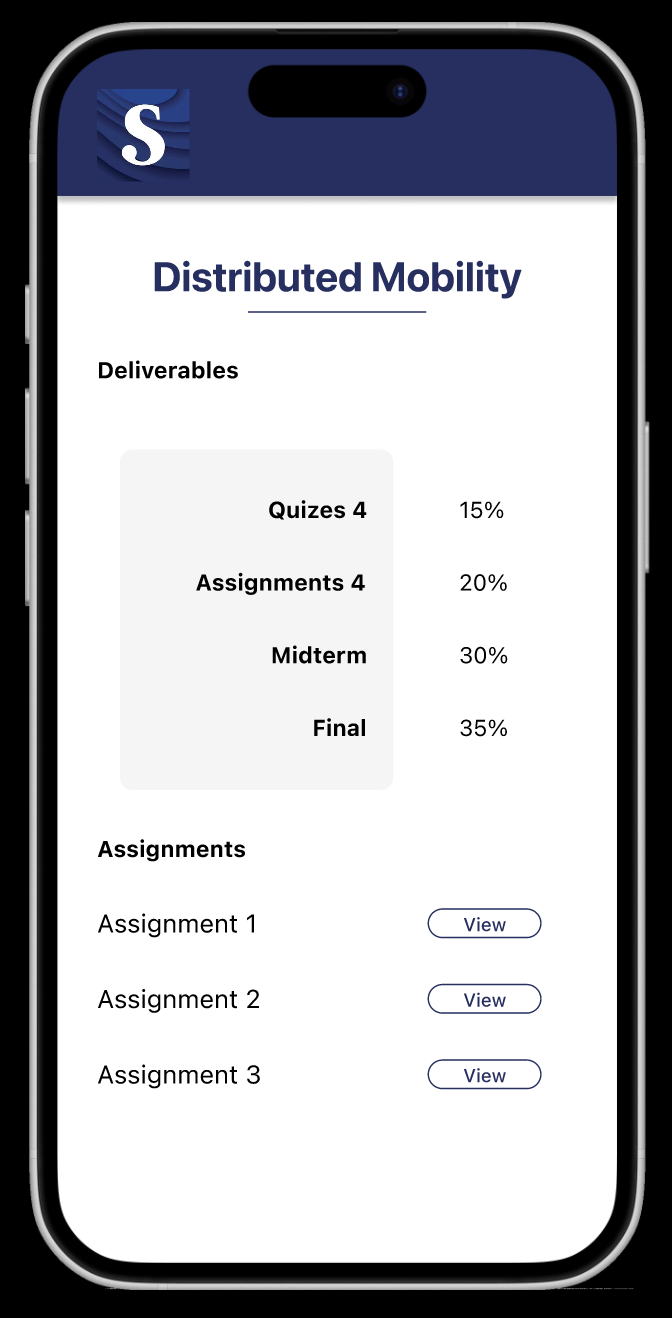 S
Distributed Mobility
Deliverables
Quizes 4 15%
Assignments 4 20%
Midterm 30%
Final 35%
Assignments
Assignment 1 View
Assignment 2 View
Assignment 3 View